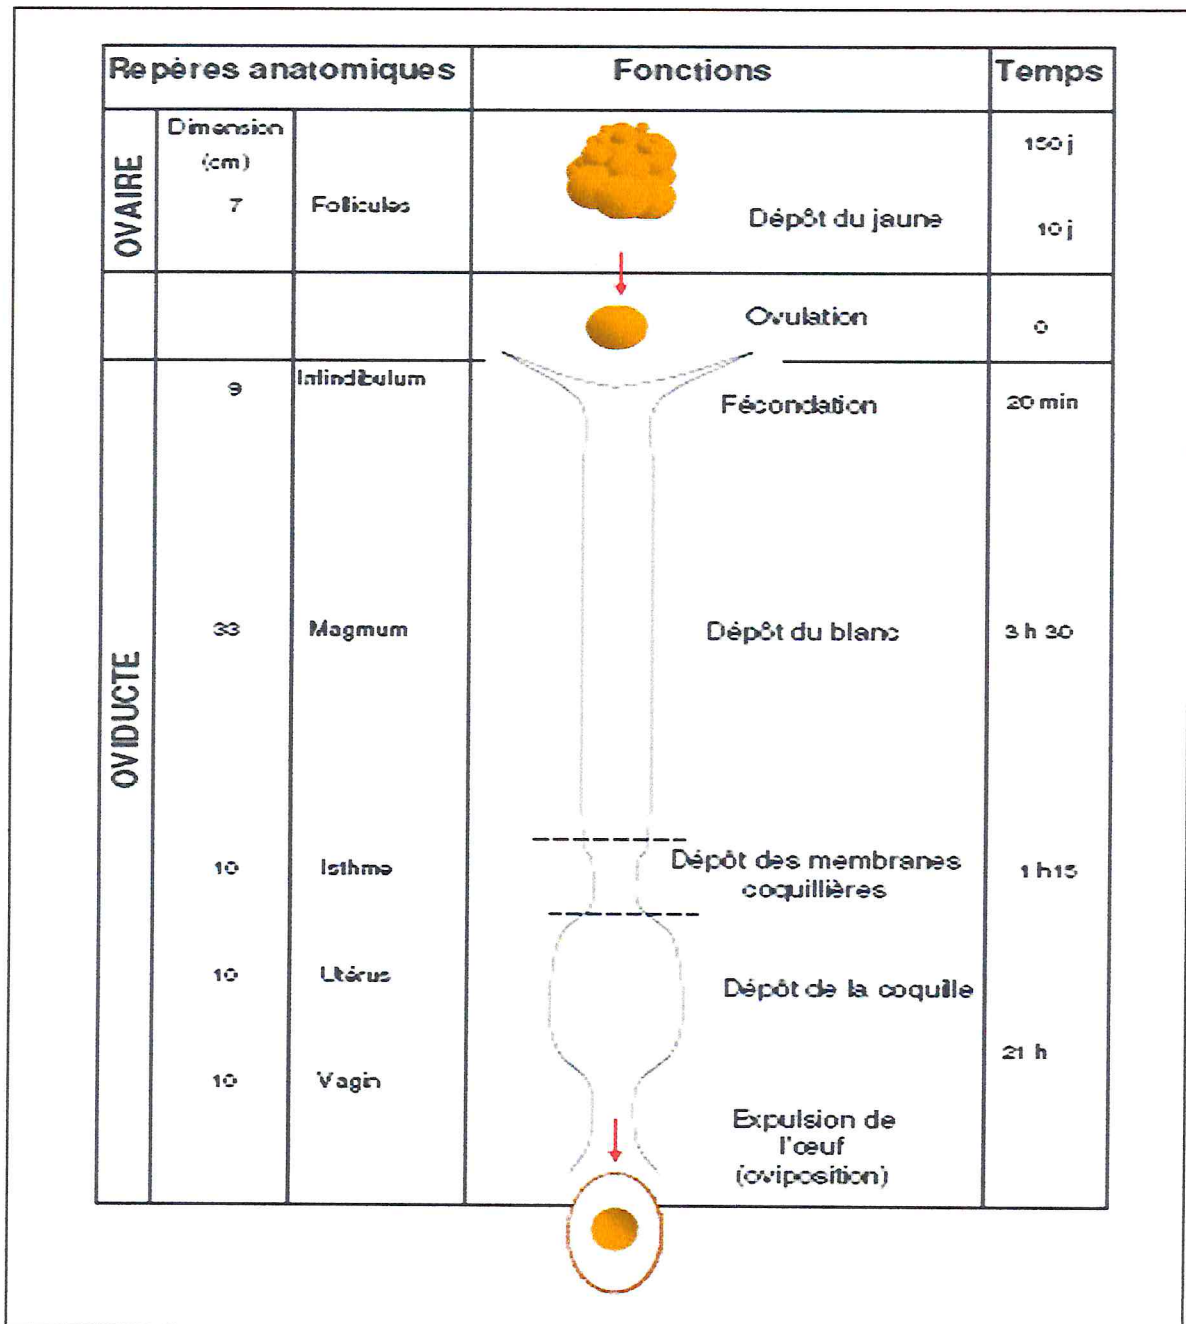 Repères anatomiques Fonctions Temps
OVAIRE
Dimension
(cm)
7 Follicules
Dépôt du jaune
150 j
10 j
Ovulation 0
OVIDUCTE
9 Infindibulum Fécondation 20 min
33 Magmum Dépôt du blanc 3 h 30
10 Isthme Dépôt des membranes
coquillières 1 h15
10 Utérus Dépôt de la coquille
21 h
10 Vagin
Expulsion de
l'œuf
(oviposition)